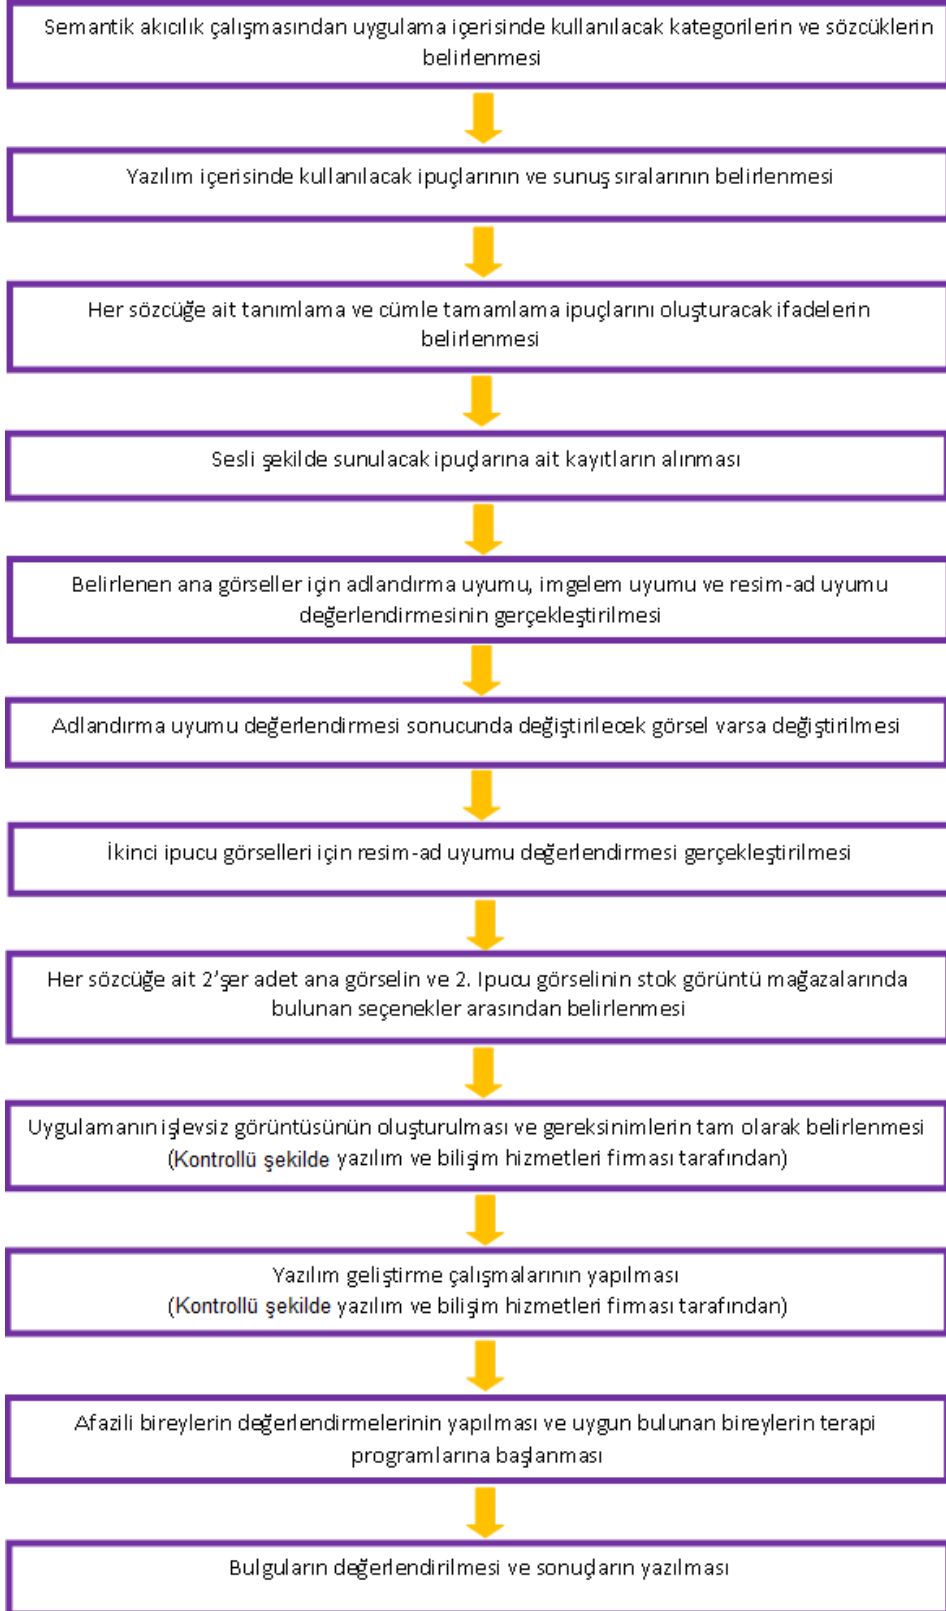 Semantik akıcılık çalışmasından uygulama içerisinde kullanılacak kategorilerin ve sözcüklerin
belirlenmesi
Yazılım içerisinde kullanılacak ipuçlarının ve sunuş sıralarının belirlenmesi
Her sözcüğe ait tanımlama ve cümle tamamlama ipuçlarını oluşturacak ifadelerin
belirlenmesi
Sesli şekilde sunulacak ipuçlarına ait kayıtların alınması
Belirlenen ana görseller için adlandırma uyumu, imgelem uyumu ve resim-ad uyumu
değerlendirmesinin gerçekleştirilmesi
Adlandırma uyumu değerlendirmesi sonucunda değiştirilecek görsel varsa değiştirilmesi
İkinci ipucu görselleri için resim-ad uyumu değerlendirmesi gerçekleştirilmesi
Her sözcüğe ait 2'şer adet ana görselin ve 2. Ipucu görselinin stok görüntü mağazalarında
bulunan seçenekler arasından belirlenmesi
Uygulamanın işlevsiz görüntüsünün oluşturulması ve gereksinimlerin tam olarak belirlenmesi
(Kontrollü şekilde yazılım ve bilişim hizmetleri firması tarafından)
Yazılım geliştirme çalışmalarının yapılması
(Kontrollü şekilde yazılım ve bilişim hizmetleri firması tarafından)
Afazili bireylerin değerlendirmelerinin yapılması ve uygun bulunan bireylerin terapi
programlarına başlanması
Bulguların değerlendirilmesi ve sonuçların yazılması